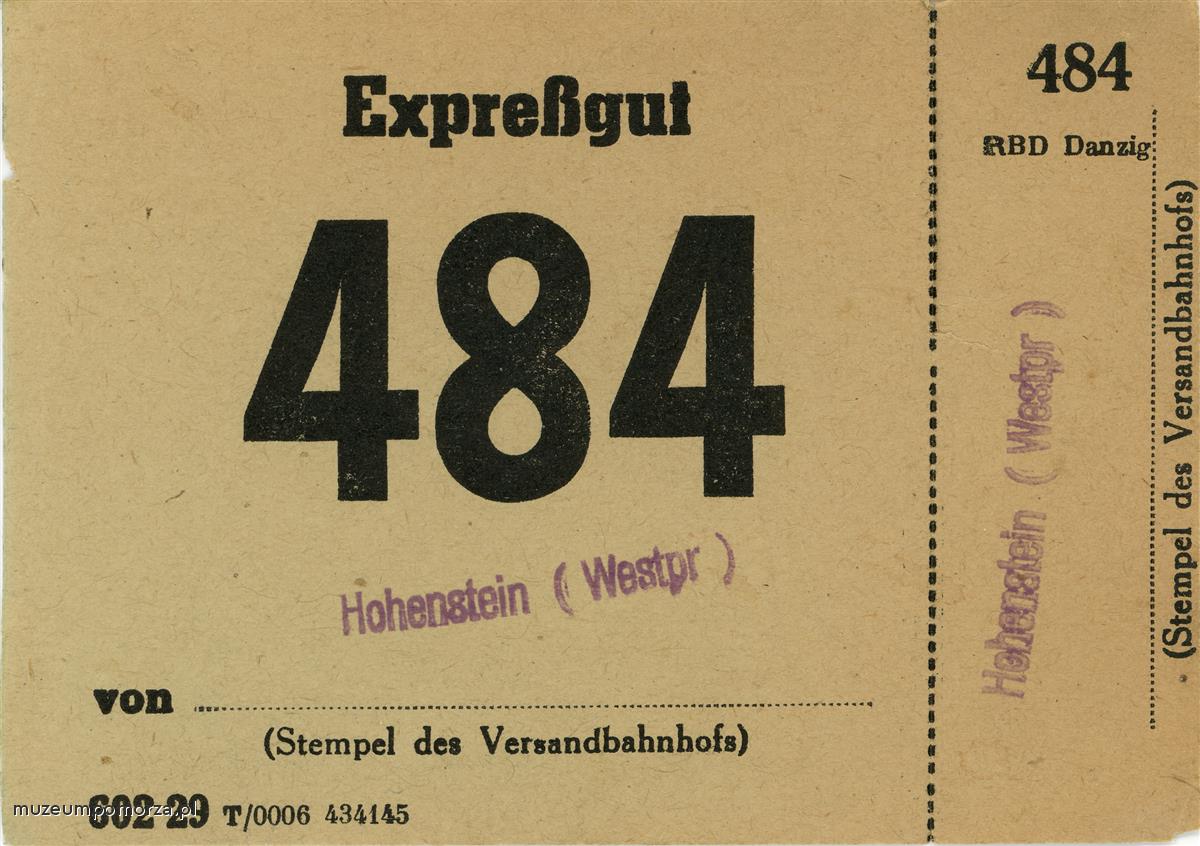 Expreßgut
484
Hohenstein ( Westpr )
von
(Stempel des Versandbahnhofs)
602-29 T/0006 434145
muzeumpomorza.pl
484
RBD Danzig
Hohenstein ( Westpr )
(Stempel des Versandbahnhofs)